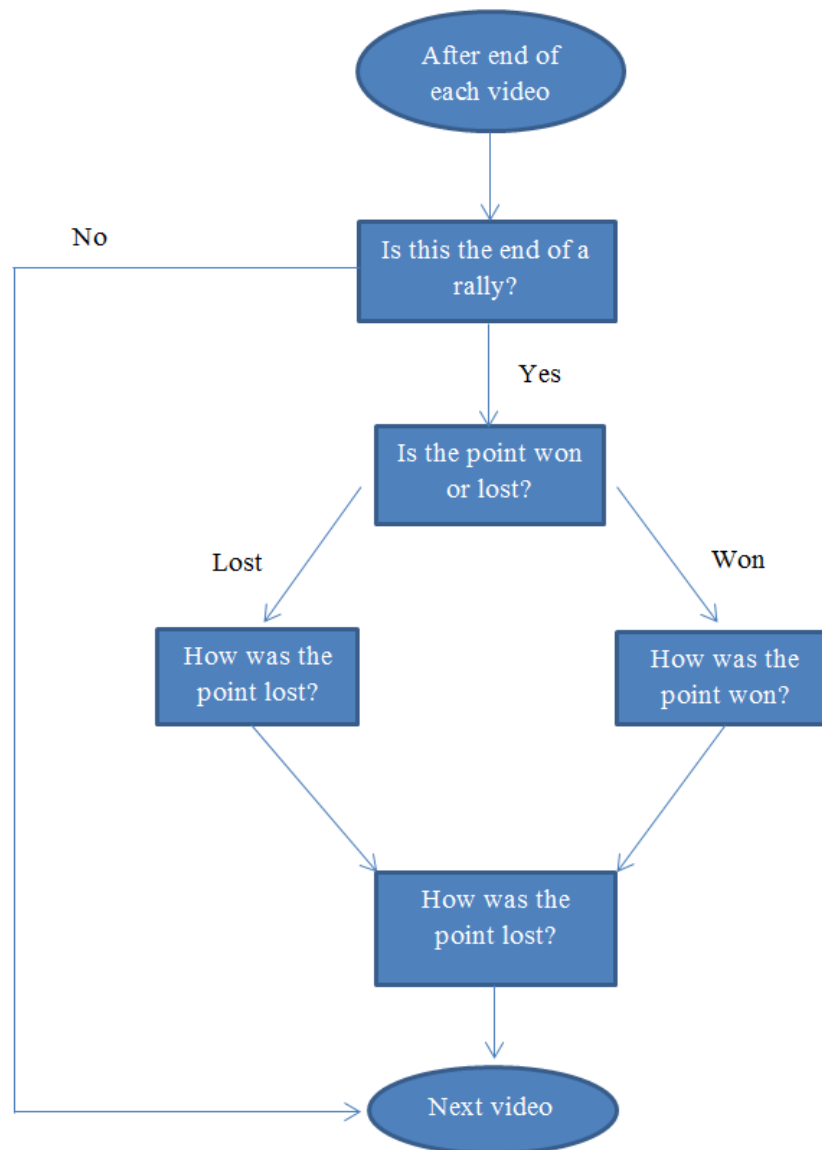 After end of
each video
No
Is this the end of a
rally?
Yes
Is the point won
or lost?
Lost
Won
How was the
point lost?
How was the
point won?
How was the
point lost?
Next video